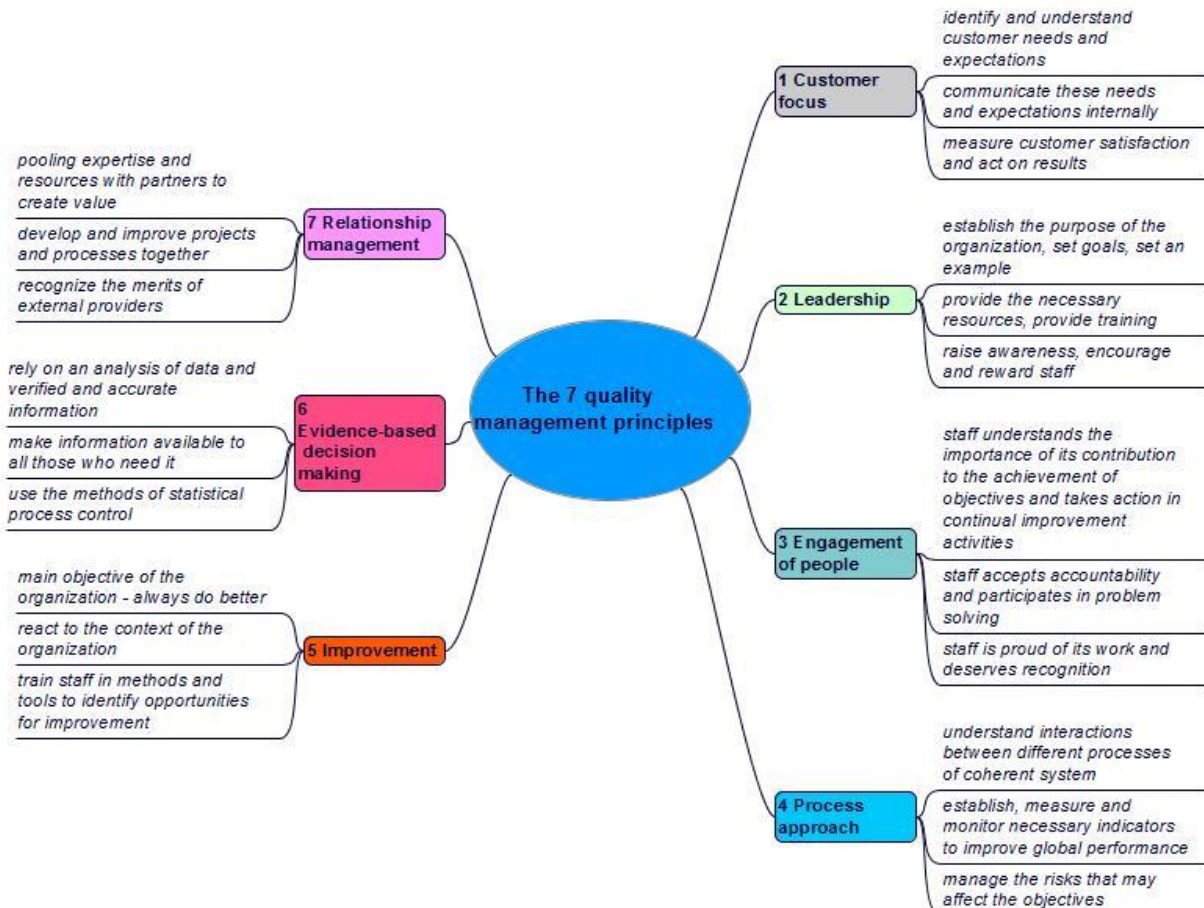 The 7 quality
management principles
1 Customer
focus
identify and understand
customer needs and
expectations
communicate these needs
and expectations internally
measure customer satisfaction
and act on results
2 Leadership
establish the purpose of the
organization, set goals, set an
example
provide the necessary
resources, provide training
raise awareness, encourage
and reward staff
3 Engagement
of people
staff understands the
importance of its contribution
to the achievement of
objectives and takes action in
continual improvement
activities
staff accepts accountability
and participates in problem
solving
staff is proud of its work and
deserves recognition
4 Process
approach
understand interactions
between different processes
of coherent system
establish, measure and
monitor necessary indicators
to improve global performance
manage the risks that may
affect the objectives
5 Improvement
main objective of the
organization - always do better
react to the context of the
organization
train staff in methods and
tools to identify opportunities
for improvement
6
Evidence-based
decision
making
rely on an analysis of data and
verified and accurate
information
make information available to
all those who need it
use the methods of statistical
process control
7 Relationship
management
pooling expertise and
resources with partners to
create value
develop and improve projects
and processes together
recognize the merits of
external providers